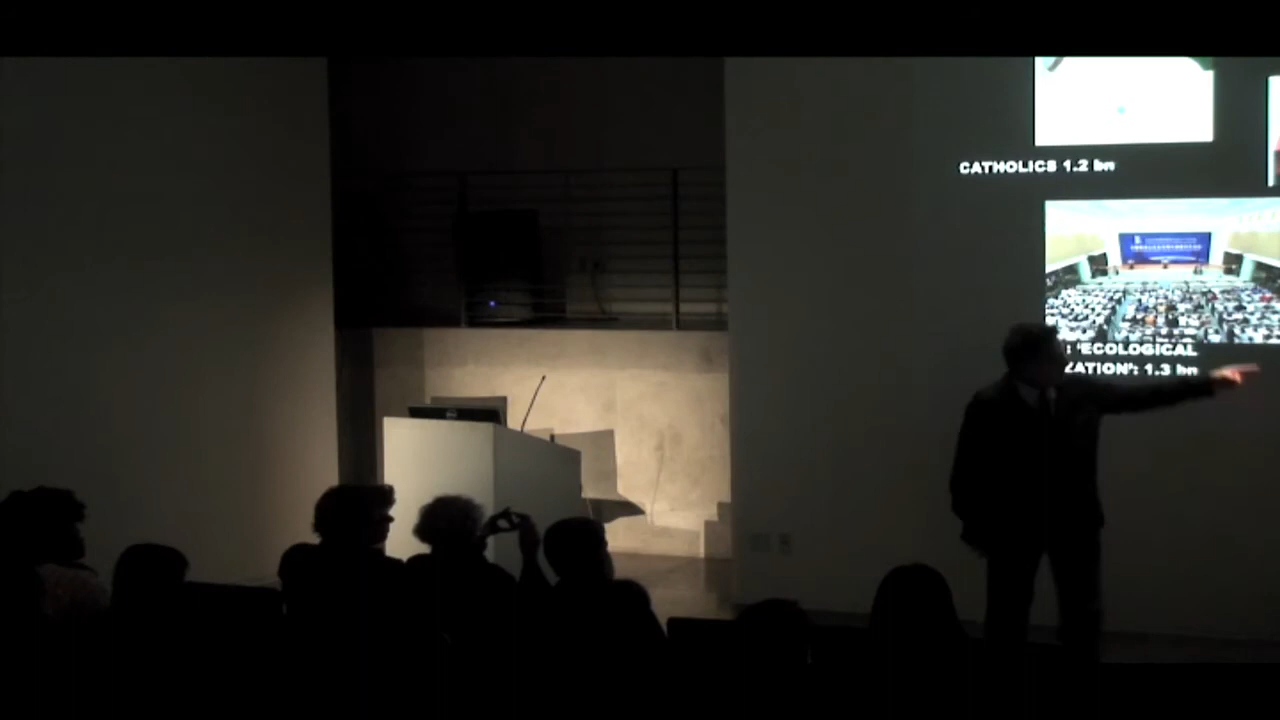 CATHOLICS 1.2 bn
: 'ECOLOGICAL
ZATION': 1.3 bn